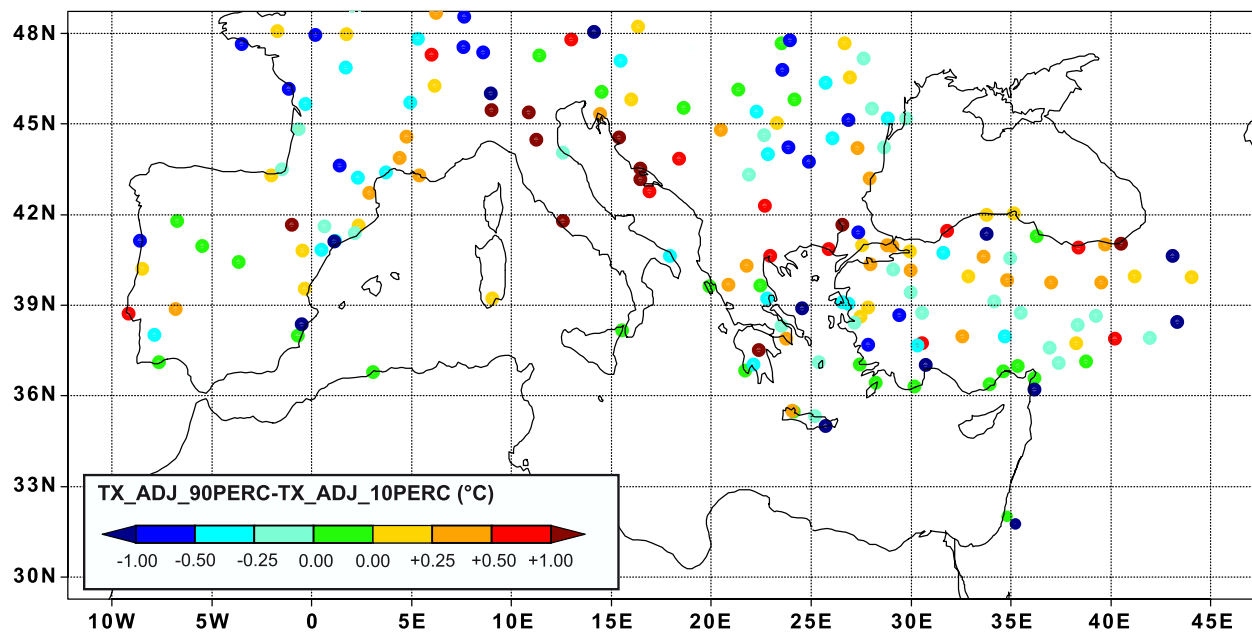 48N
45N
42N
39N
36N
33N
30N
TX_ADJ_90PERC-TX_ADJ_10PERC (°C)
-1.00 -0.50 -0.25 0.00 0.00 +0.25 +0.50 +1.00
10W 5W 0 5E 10E 15E 20E 25E 30E 35E 40E 45E